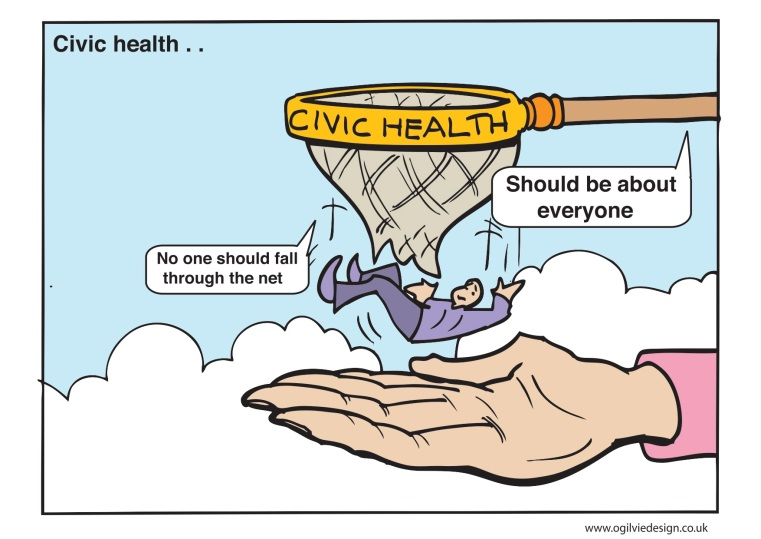 Civic health . .
CIVIC HEALTH
Should be about
everyone
No one should fall
through the net
www.ogilviedesign.co.uk